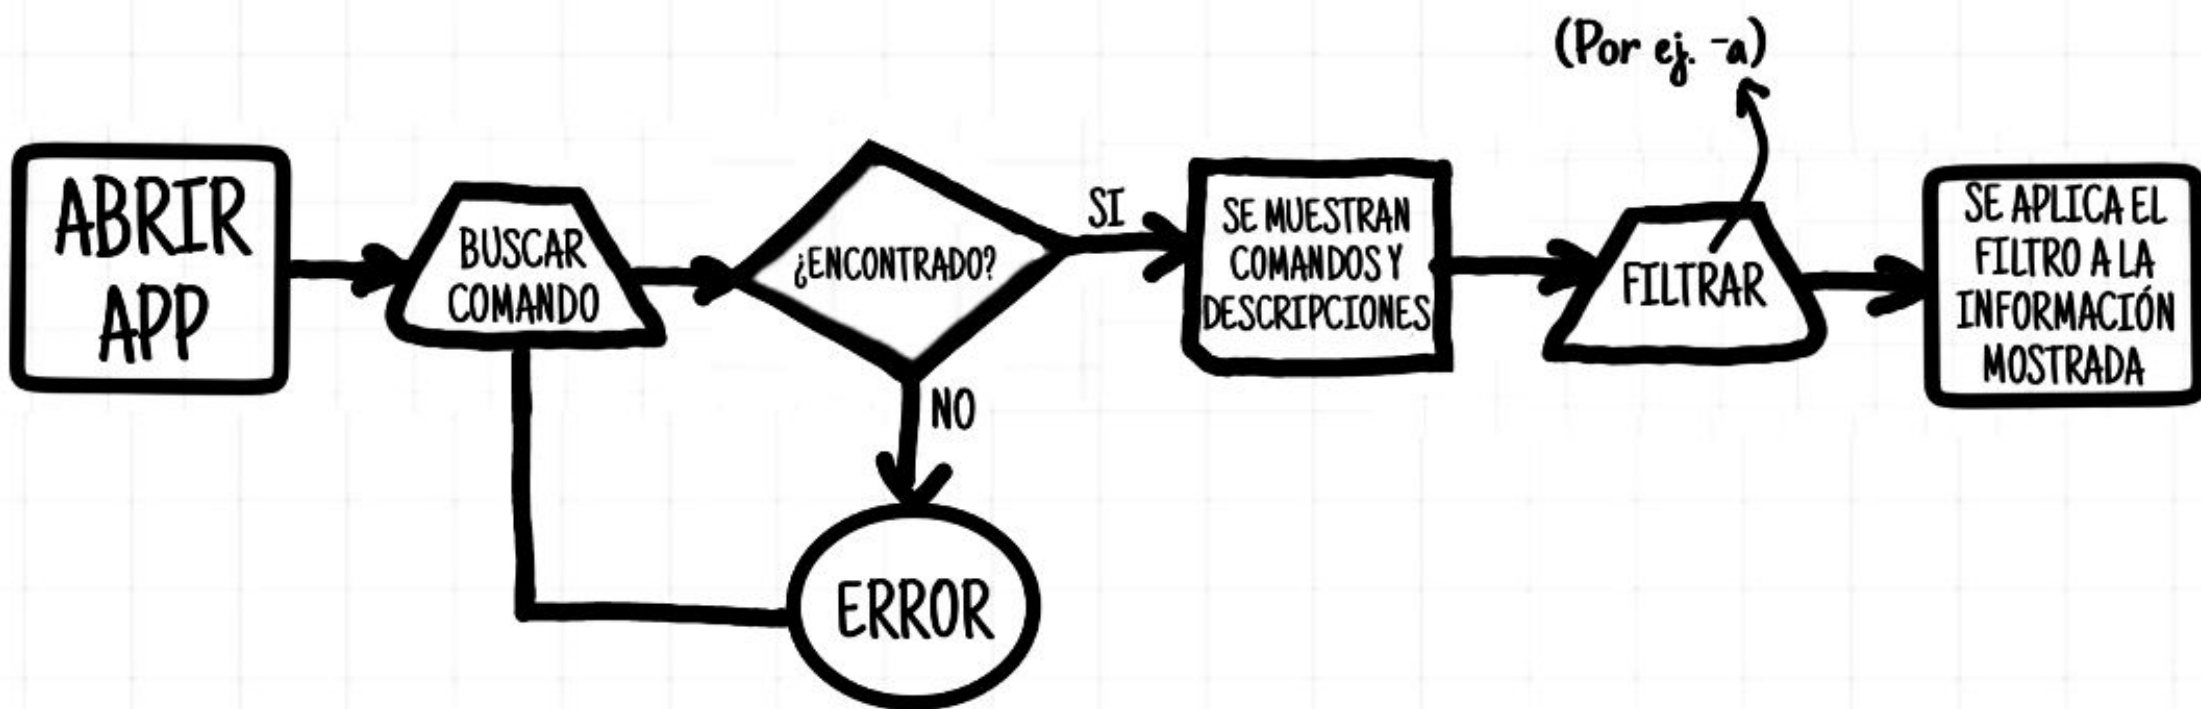 (Por ej. -a)
ABRIR
APP
BUSCAR
COMANDO
¿ENCONTRADO?
SI
NO
ERROR
SE MUESTRAN
COMANDOS Y
DESCRIPCIONES
FILTRAR
SE APLICA EL
FILTRO A LA
INFORMACIÓN
MOSTRADA